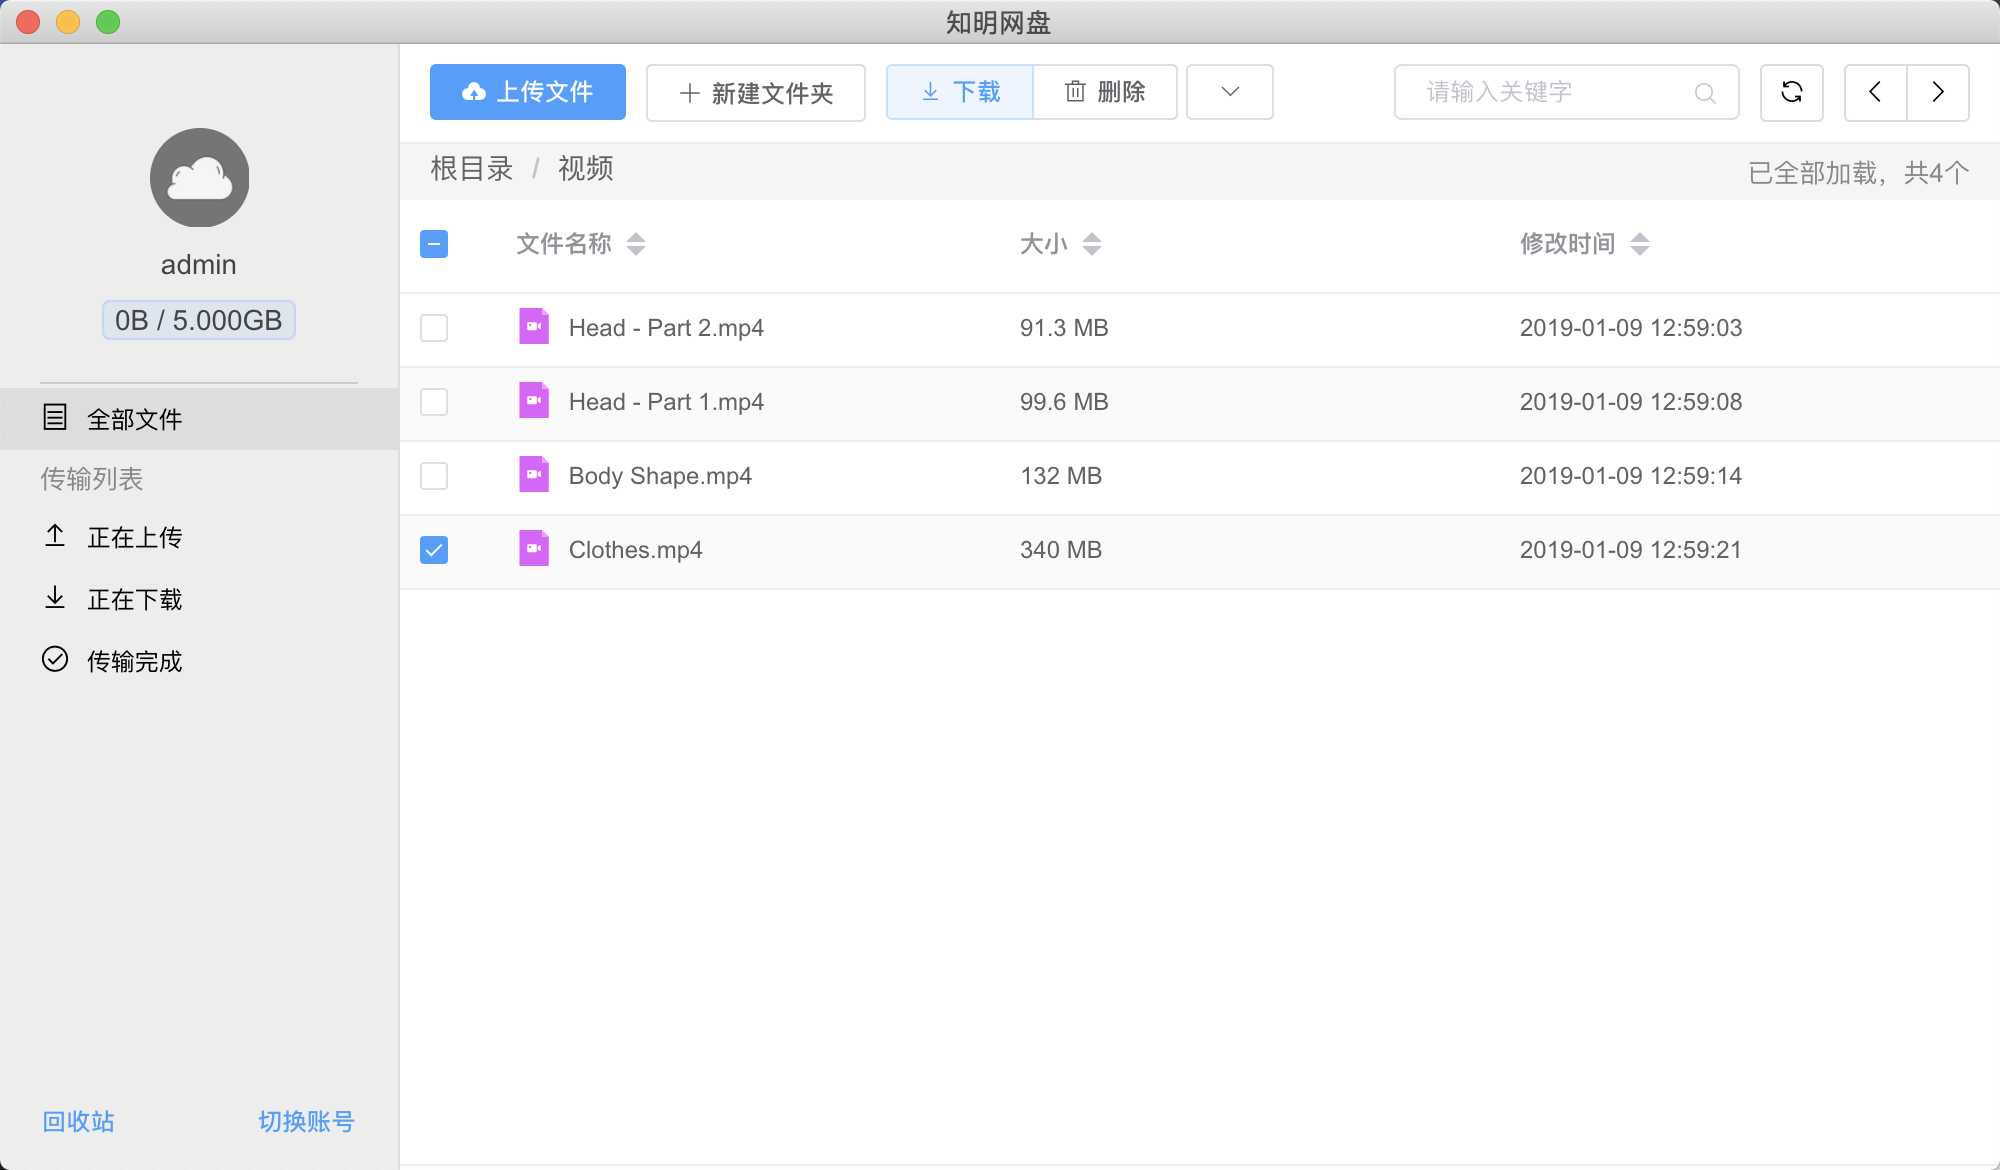 知明网盘
上传文件 新建文件夹 下载 删除 请输入关键字
根目录 / 视频 已全部加载，共4个
admin
0B / 5.000GB
全部文件
传输列表
正在上传
正在下载
传输完成
回收站 切换账号
文件名称 大小 修改时间
Head - Part 2.mp4 91.3 MB 2019-01-09 12:59:03
Head - Part 1.mp4 99.6 MB 2019-01-09 12:59:08
Body Shape.mp4 132 MB 2019-01-09 12:59:14
Clothes.mp4 340 MB 2019-01-09 12:59:21